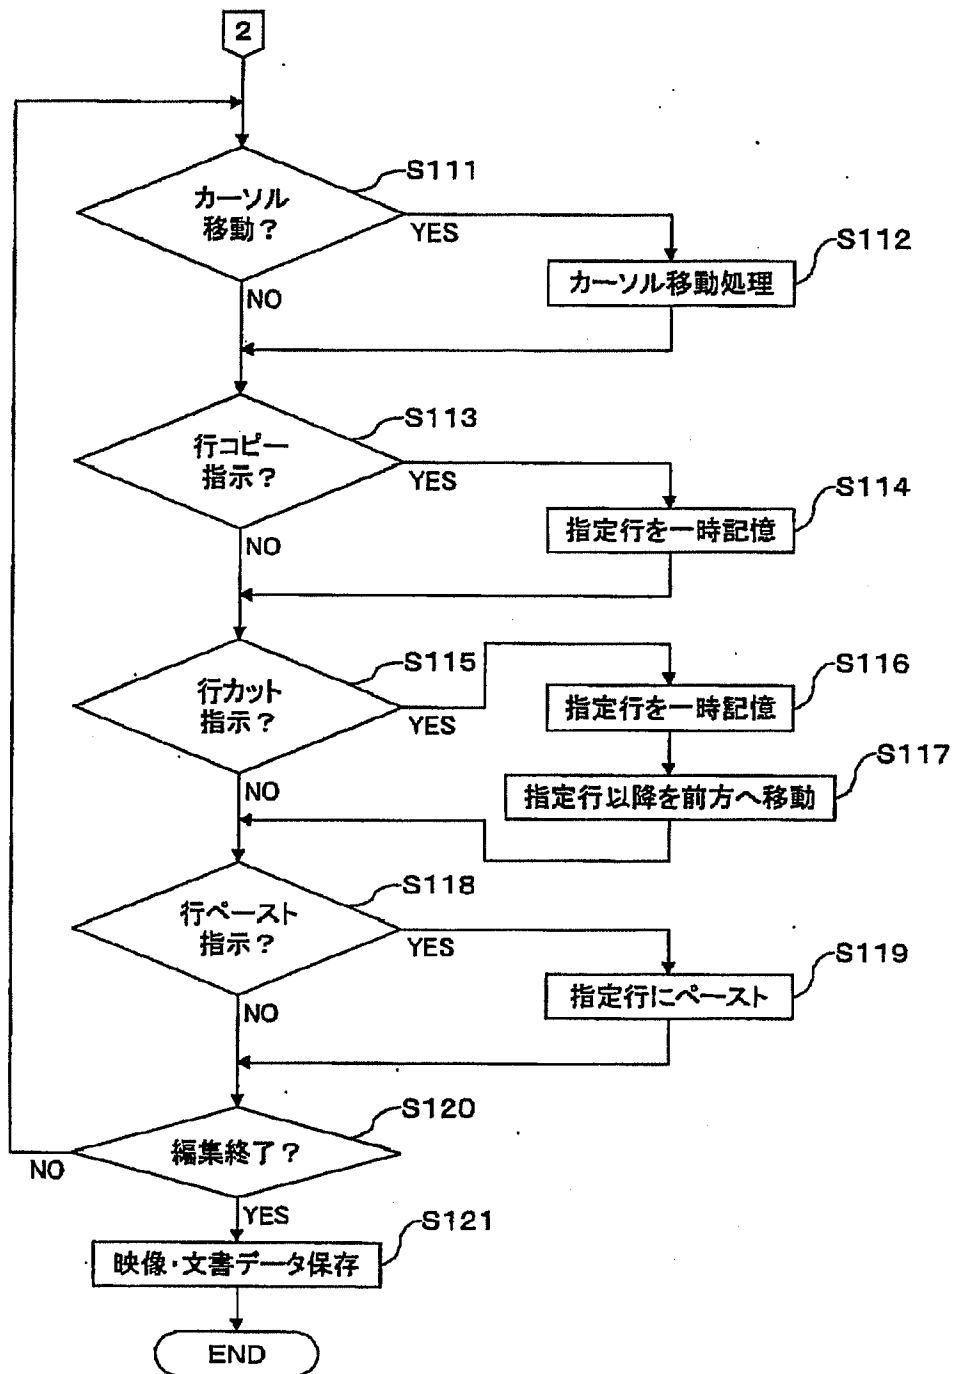 2
S111
カーソル
移動?
YES
S112
カーソル移動処理
NO
S113
行コピー
指示?
YES
S114
指定行を一時記憶
NO
S115
行カット
指示?
YES
S116
指定行を一時記憶
S117
指定行以降を前方へ移動
NO
S118
行ペースト
指示?
YES
S119
指定行にペースト
NO
S120
編集終了?
NO
YES
S121
映像・文書データ保存
END